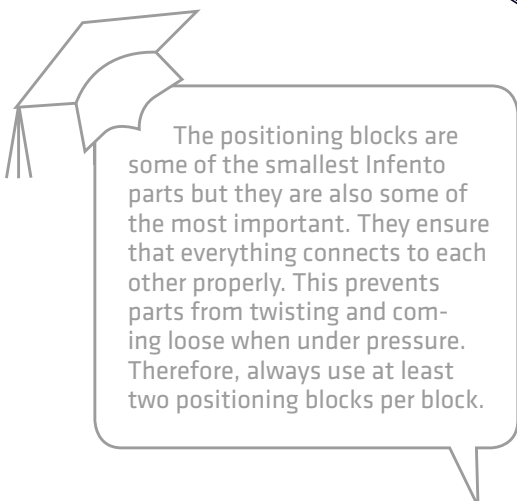 The positioning blocks are
some of the smallest Infento
parts but they are also some of
the most important. They ensure
that everything connects to each
other properly. This prevents
parts from twisting and com-
ing loose when under pressure.
Therefore, always use at least
two positioning blocks per block.